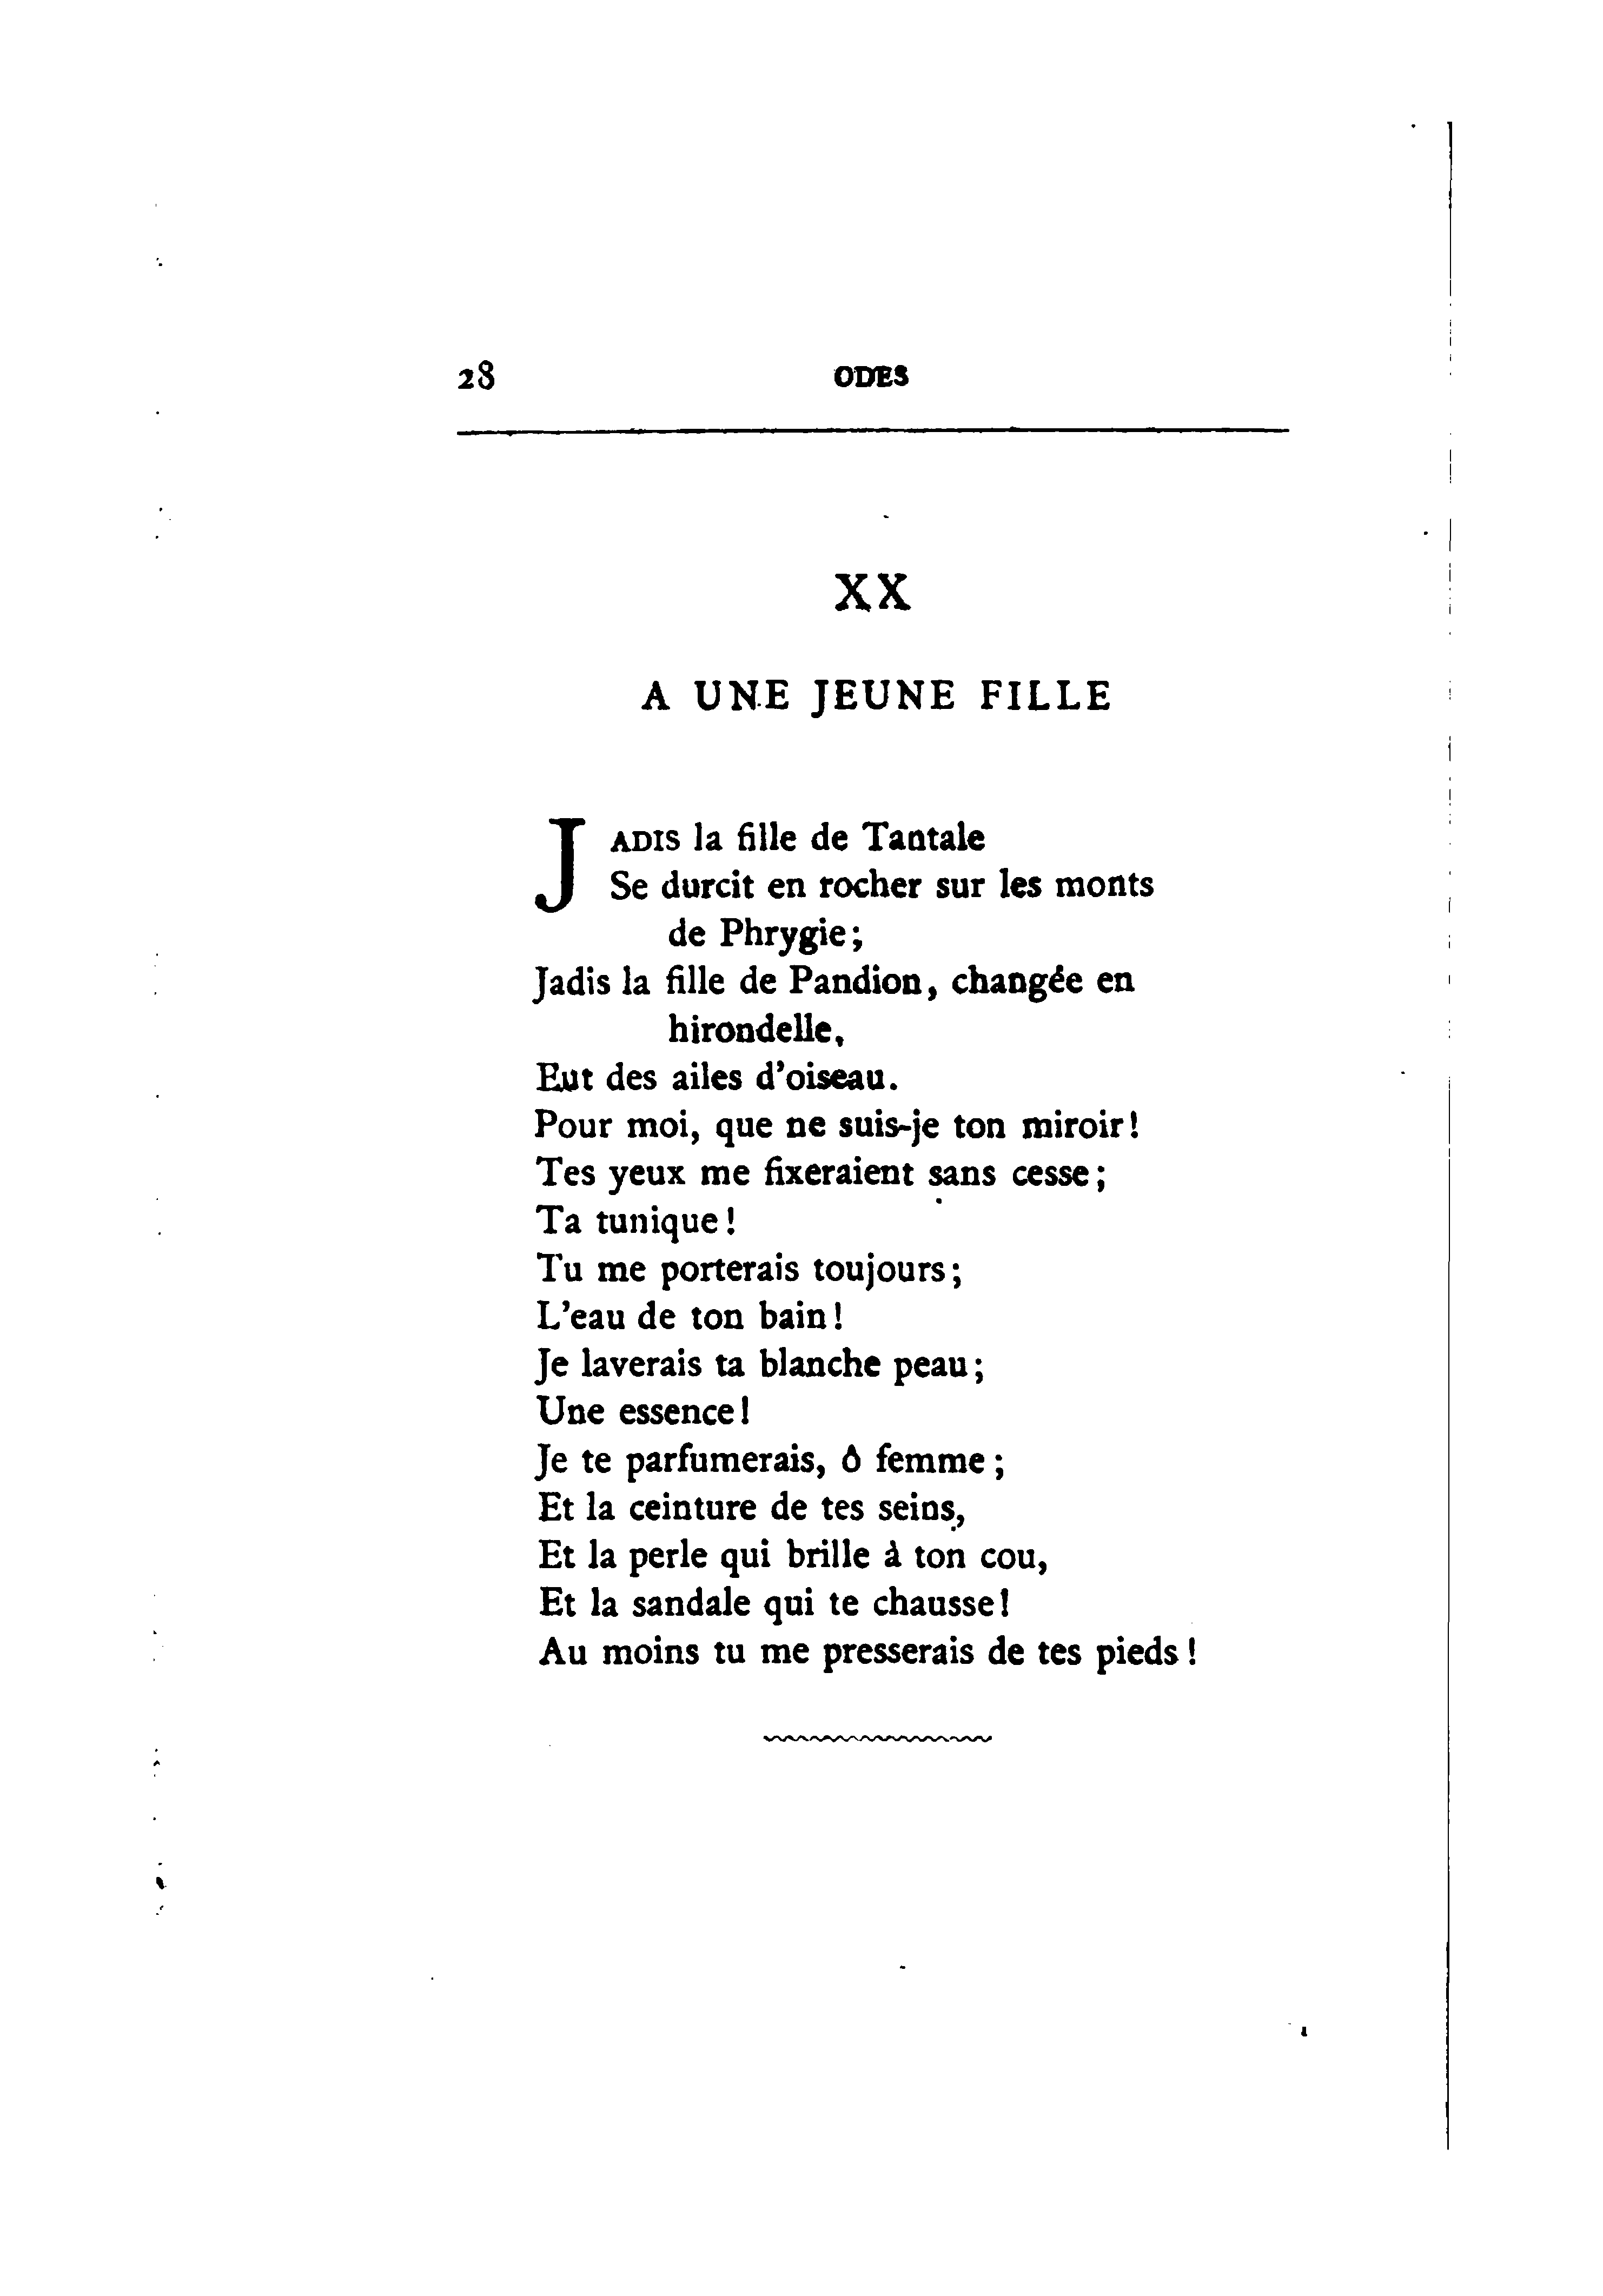 28 ODES
XX
A UNE JEUNE FILLE
JADIS la fille de Tantale
Se durcit en rocher sur les monts
de Phrygie;
Jadis la fille de Pandion, changée en
hirondelle,
Eut des ailes d'oiseau.
Pour moi, que ne suis-je ton miroir!
Tes yeux me fixeraient sans cesse;
Ta tunique!
Tu me porterais toujours;
L'eau de ton bain!
Je laverais ta blanche peau;
Une essence!
Je te parfumerais, ô femme;
Et la ceinture de tes seins,
Et la perle qui brille à ton cou,
Et la sandale qui te chausse!
Au moins tu me presserais de tes pieds!